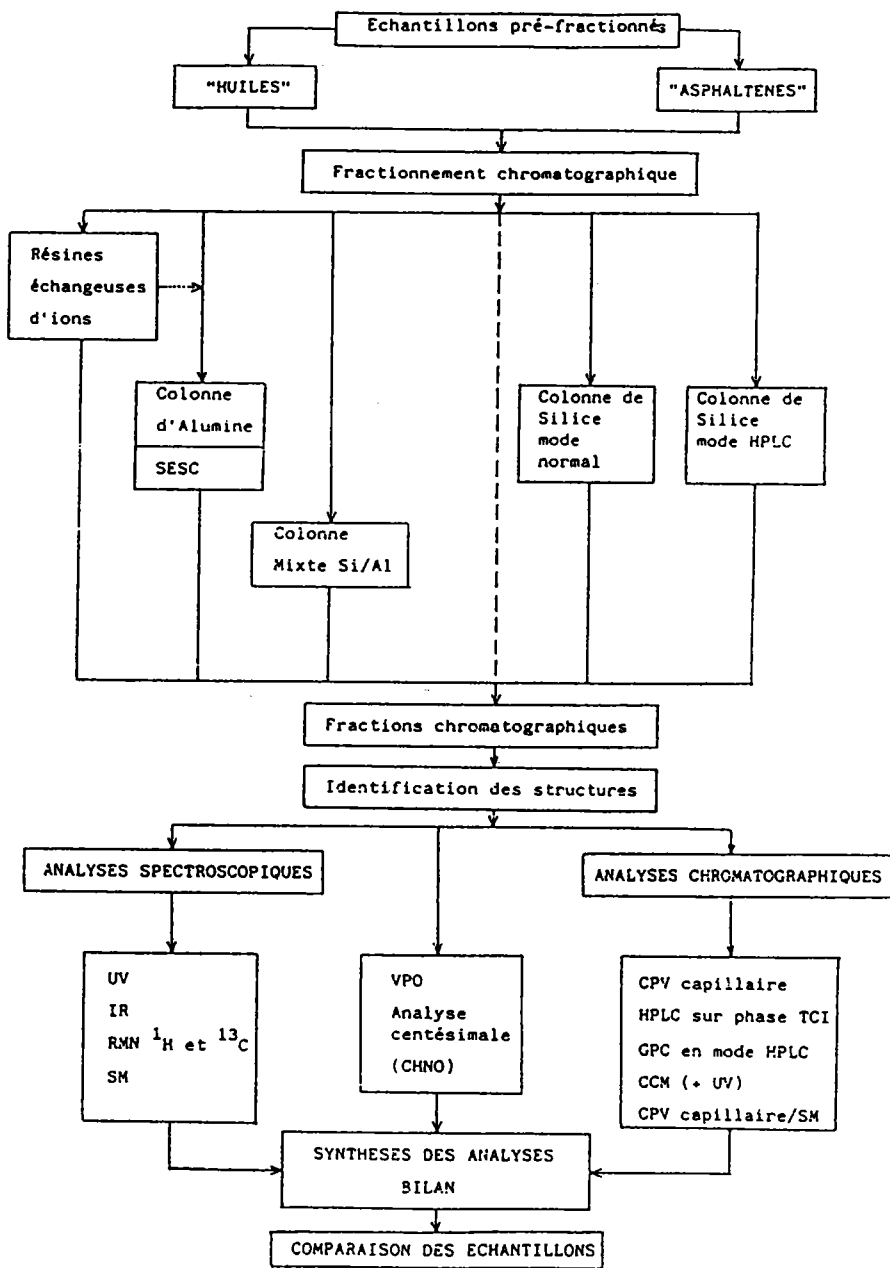 Echantillons pré-fractionnés
"HUILES"
"ASPHALTENES"
Fractionnement chromatographique
Résines
échangeuses
d'ions
Colonne
d'Alumine
SESC
Colonne
Mixte Si/Al
Colonne de
Silice
mode
normal
Colonne de
Silice
mode HPLC
Fractions chromatographiques
Identification des structures
ANALYSES SPECTROSCOPIQUES
ANALYSES CHROMATOGRAPHIQUES
UV
IR
RMN ¹H et ¹³C
SM
VPO
Analyse
centésimale
(CHNO)
CPV capillaire
HPLC sur phase TCI
GPC en mode HPLC
CCM (+ UV)
CPV capillaire/SM
SYNTHESES DES ANALYSES
BILAN
COMPARAISON DES ECHANTILLONS